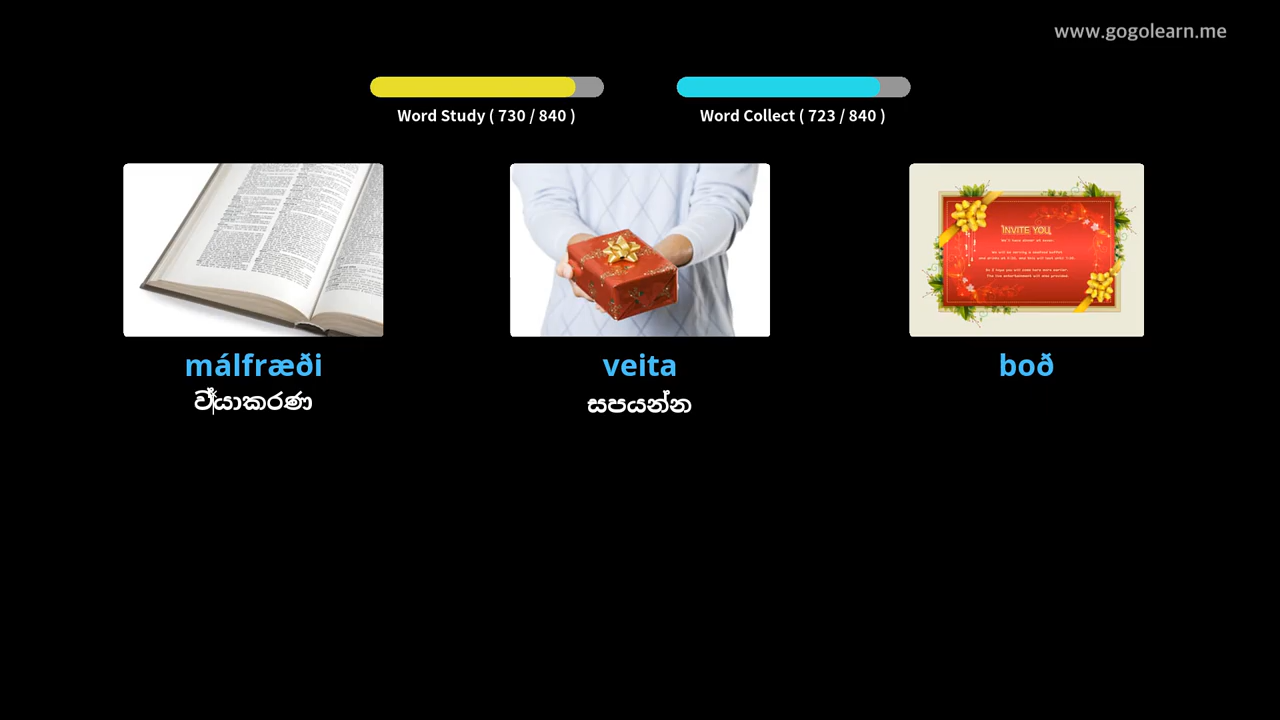 www.gogolearn.me
Word Study ( 730 / 840 )
Word Collect ( 723 / 840 )
INVITE YOU
málfræði
veita
boð
ව්‍යාකරණ
සපයන්න